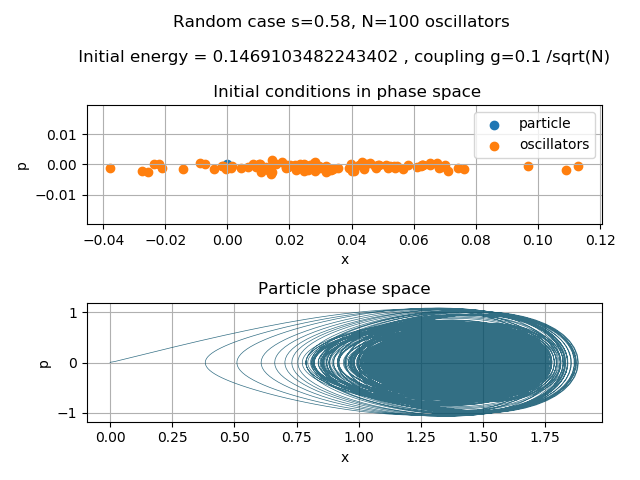 Random case s=0.58, N=100 oscillators
Initial energy = 0.1469103482243402 , coupling g=0.1 /sqrt(N)
Initial conditions in phase space
particle
oscillators
0.01
0.00
−0.01
p
−0.04 −0.02 0.00 0.02 0.04 0.06 0.08 0.10 0.12
x
Particle phase space
1
0
−1
p
0.00 0.25 0.50 0.75 1.00 1.25 1.50 1.75
x